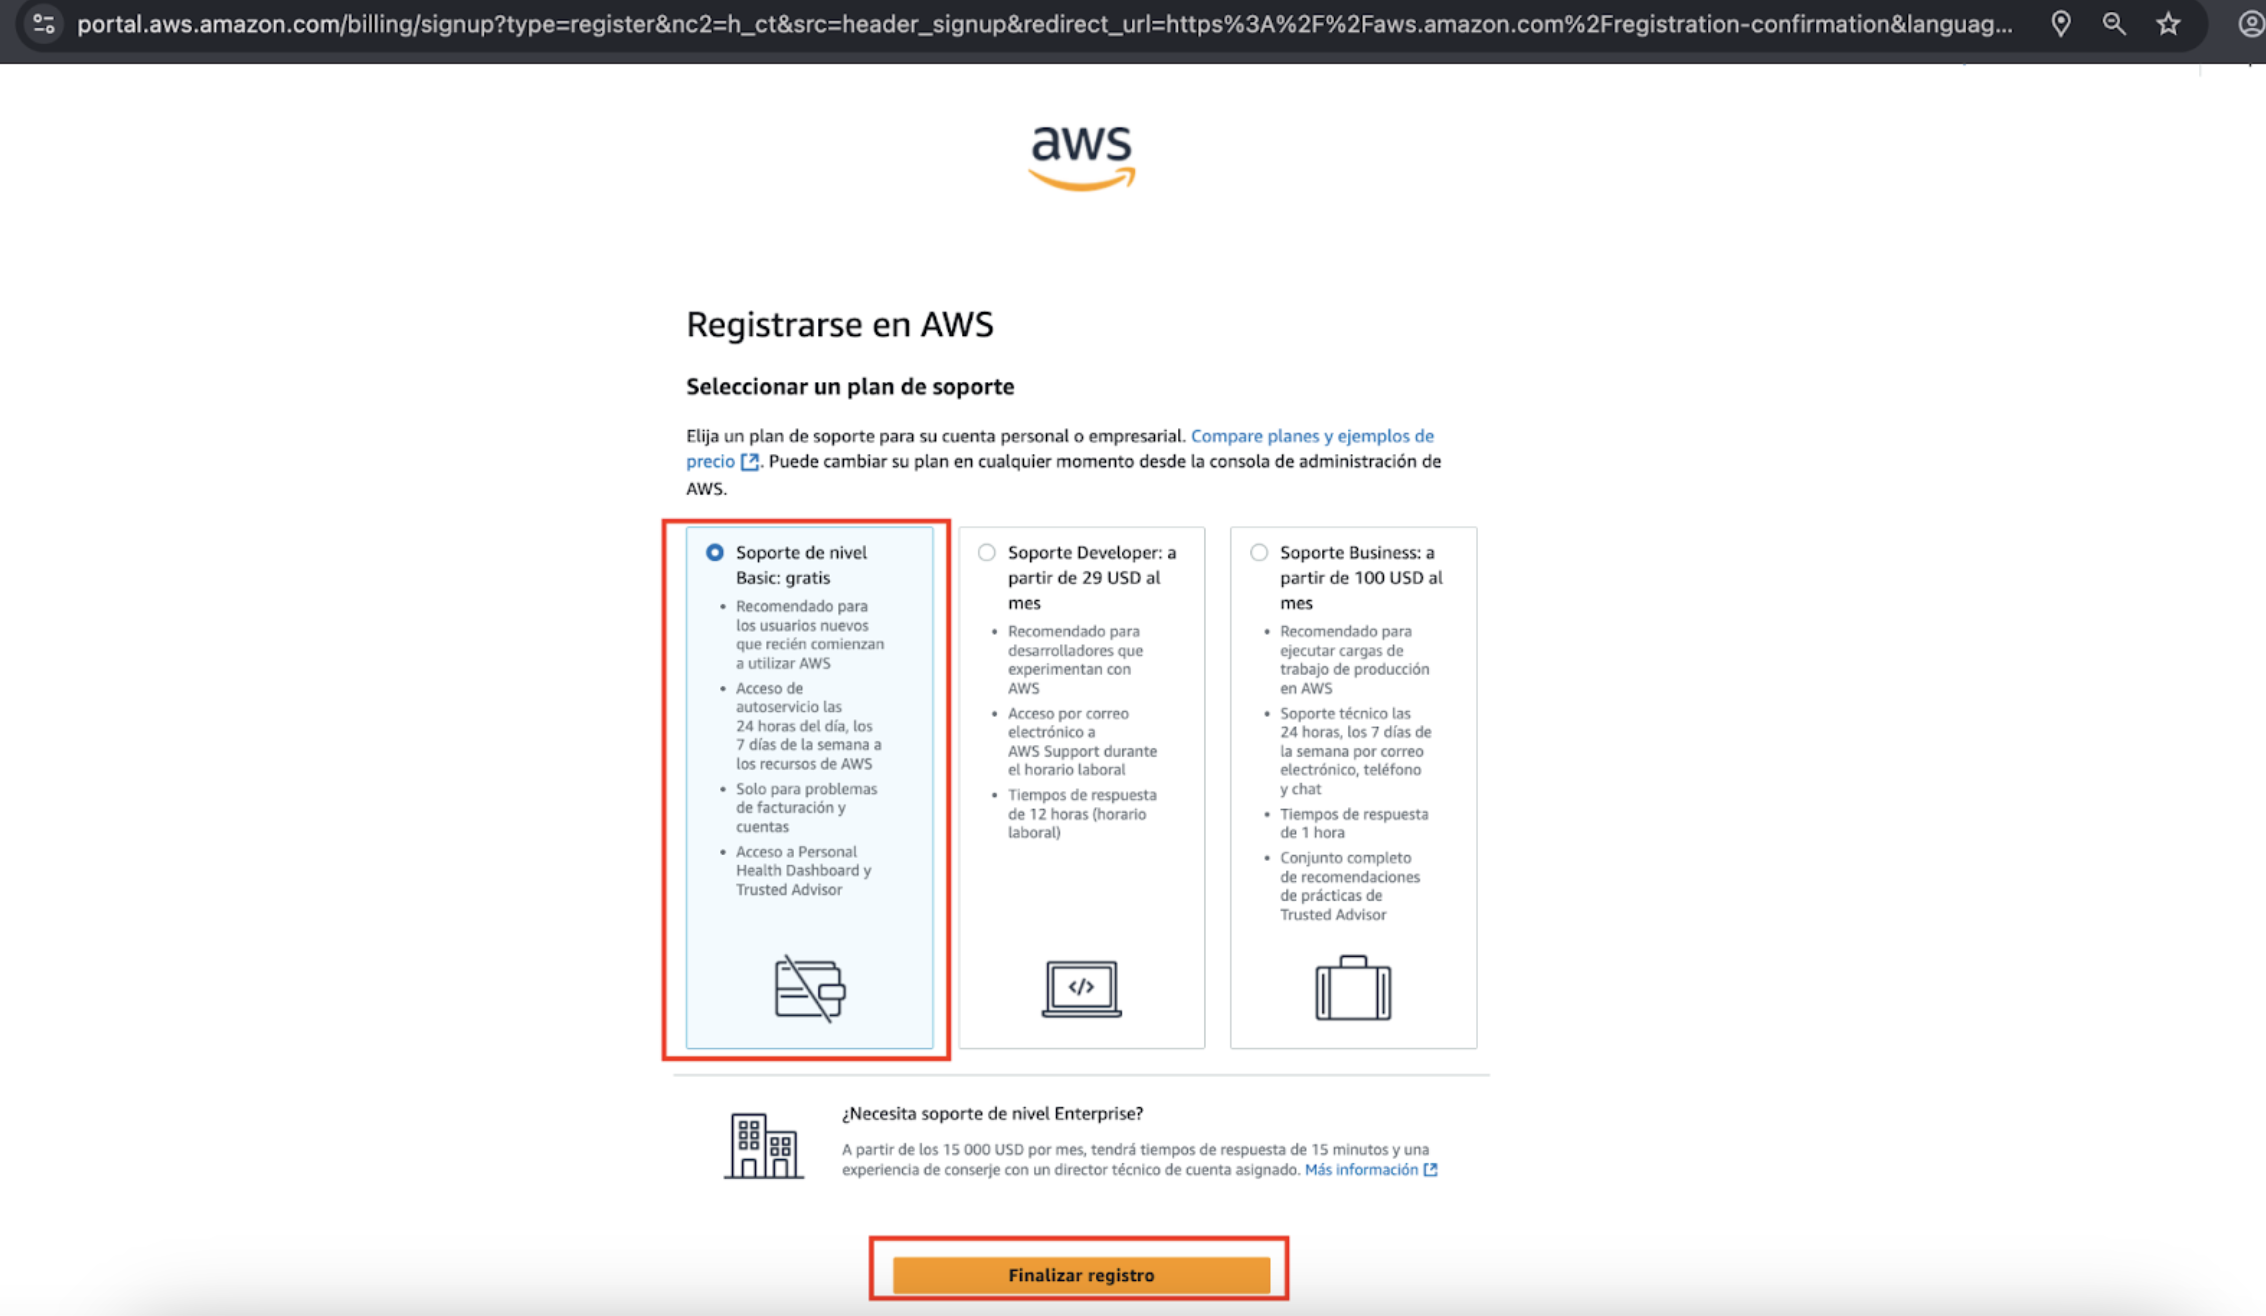 portal.aws.amazon.com/billing/signup?type=register&nc2=h_ct&src=header_signup&redirect_url=https%3A%2F%2Faws.amazon.com%2Fregistration-confirmation&languag...
aws
Registrarse en AWS
Seleccionar un plan de soporte
Elija un plan de soporte para su cuenta personal o empresarial. Compare planes y ejemplos de
precio. Puede cambiar su plan en cualquier momento desde la consola de administración de
AWS.
Soporte de nivel
Basic: gratis
• Recomendado para
los usuarios nuevos
que recién comienzan
a utilizar AWS
• Acceso de
autoservicio las
24 horas del día, los
7 días de la semana a
los recursos de AWS
• Solo para problemas
de facturación y
cuentas
• Acceso a Personal
Health Dashboard y
Trusted Advisor
Soporte Developer: a
partir de 29 USD al
mes
• Recomendado para
desarrolladores que
experimentan con
AWS
• Acceso por correo
electrónico a
AWS Support durante
el horario laboral
• Tiempos de respuesta
de 12 horas (horario
laboral)
</>
Soporte Business: a
partir de 100 USD al
mes
• Recomendado para
ejecutar cargas de
trabajo de producción
en AWS
• Soporte técnico las
24 horas, los 7 días de
la semana por correo
electrónico, teléfono
y chat
• Tiempos de respuesta
de 1 hora
• Conjunto completo
de recomendaciones
de prácticas de
Trusted Advisor
¿Necesita soporte de nivel Enterprise?
A partir de los 15 000 USD por mes, tendrá tiempos de respuesta de 15 minutos y una
experiencia de conserje con un director técnico de cuenta asignado. Más información
Finalizar registro